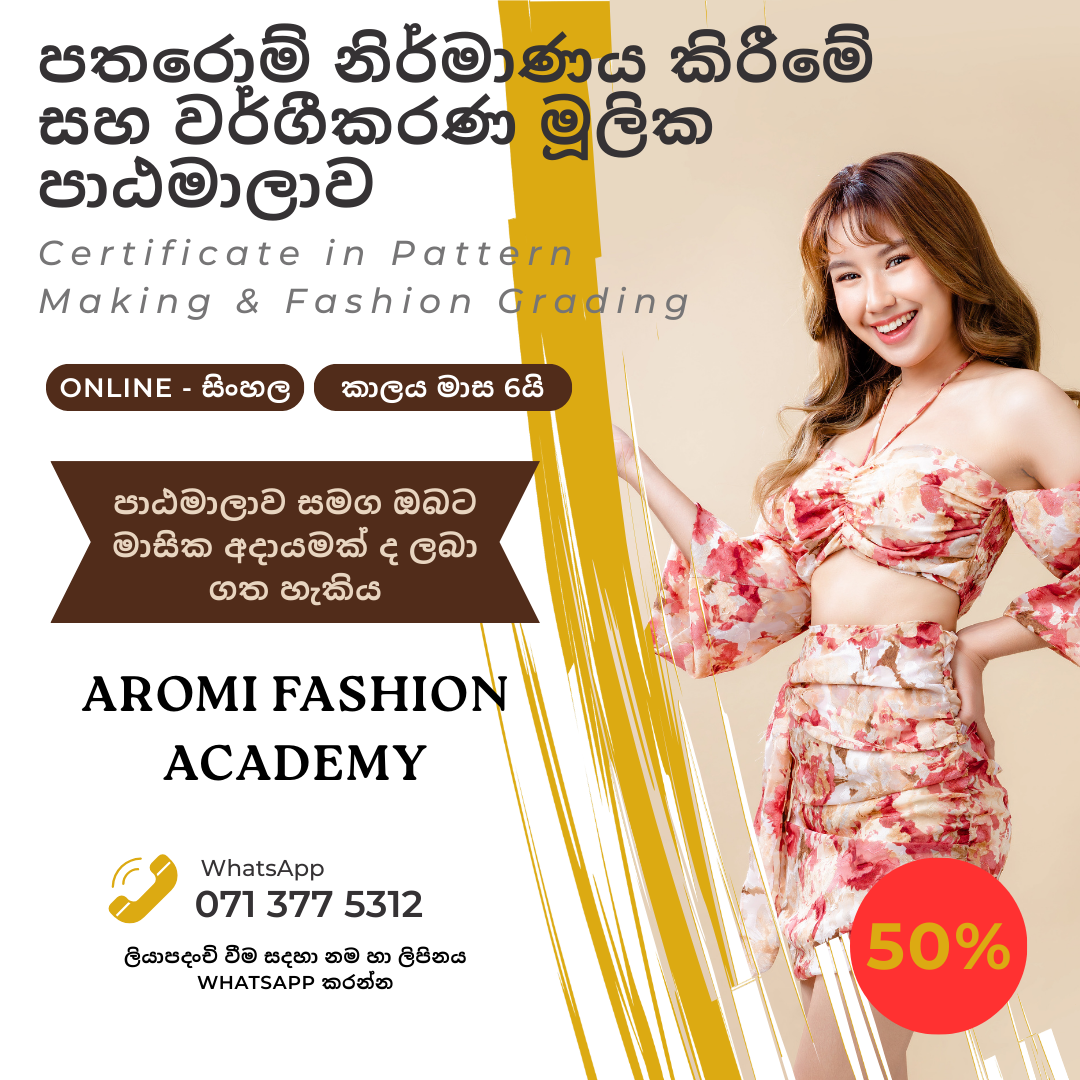 පතරොම් නිර්මාණය කිරීමේ
සහ වර්ගීකරණ මූලික
පාඨමාලාව
Certificate in Pattern
Making & Fashion Grading
ONLINE - සිංහල
කාලය මාස 6යි
පාඨමාලාව සමග ඔබට
මාසික අදායමක් ද ලබා
ගත හැකිය
AROMI FASHION
ACADEMY
WhatsApp
071 377 5312
ලියාපදංචි වීම සදහා නම හා ලිපිනය
WHATSAPP කරන්න
50%